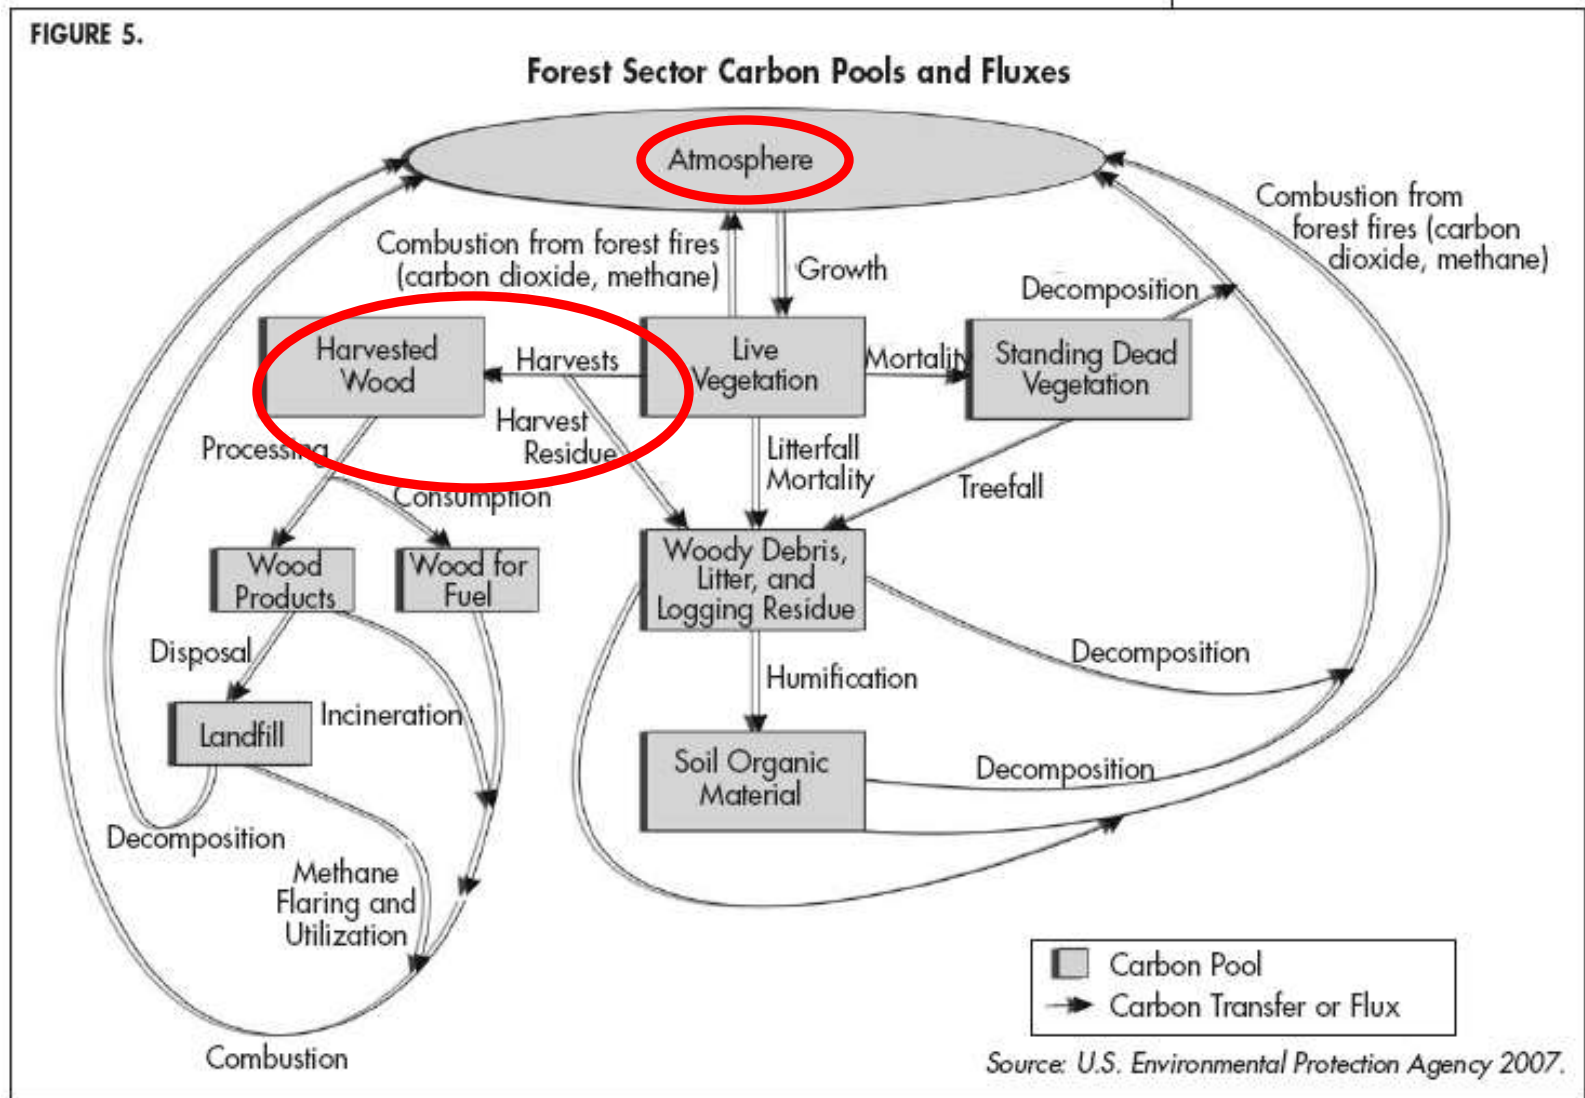 FIGURE 5.
Forest Sector Carbon Pools and Fluxes
Atmosphere
Combustion from forest fires
(carbon dioxide, methane)
Growth
Combustion from
forest fires (carbon
dioxide, methane)
Decomposition
Harvested
Wood
Harvests
Live
Vegetation
Mortality
Standing Dead
Vegetation
Harvest
Residue
Processing
Litterfall
Mortality
Treefall
Consumption
Wood
Products
Wood for
Fuel
Woody Debris,
Litter, and
Logging Residue
Disposal
Decomposition
Humification
Landfill
Incineration
Soil Organic
Material
Decomposition
Decomposition
Methane
Flaring and
Utilization
Combustion
Carbon Pool
Carbon Transfer or Flux
Source: U.S. Environmental Protection Agency 2007.